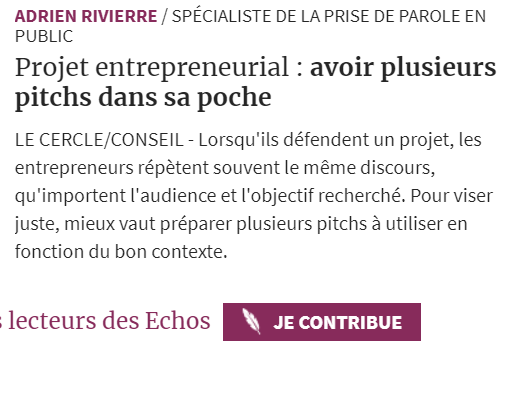 ADRIEN RIVIERRE / SPÉCIALISTE DE LA PRISE DE PAROLE EN
PUBLIC
Projet entrepreneurial : avoir plusieurs
pitchs dans sa poche
LE CERCLE/CONSEIL - Lorsqu'ils défendent un projet, les
entrepreneurs répètent souvent le même discours,
qu'importent l'audience et l'objectif recherché. Pour viser
juste, mieux vaut préparer plusieurs pitchs à utiliser en
fonction du bon contexte.
lecteurs des Echos JE CONTRIBUE